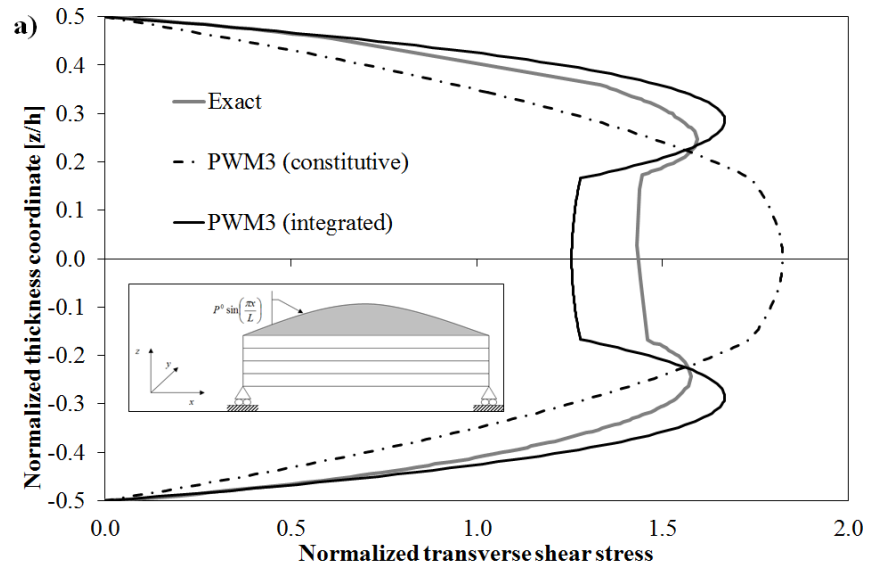 a)
Normalized thickness coordinate [z/h]
0.5
0.4
0.3
0.2
0.1
0.0
-0.1
-0.2
-0.3
-0.4
-0.5
Exact
PWM3 (constitutive)
PWM3 (integrated)
P⁰ sin(πx/L)
z
y
x
0.0
0.5
1.0
1.5
2.0
Normalized transverse shear stress